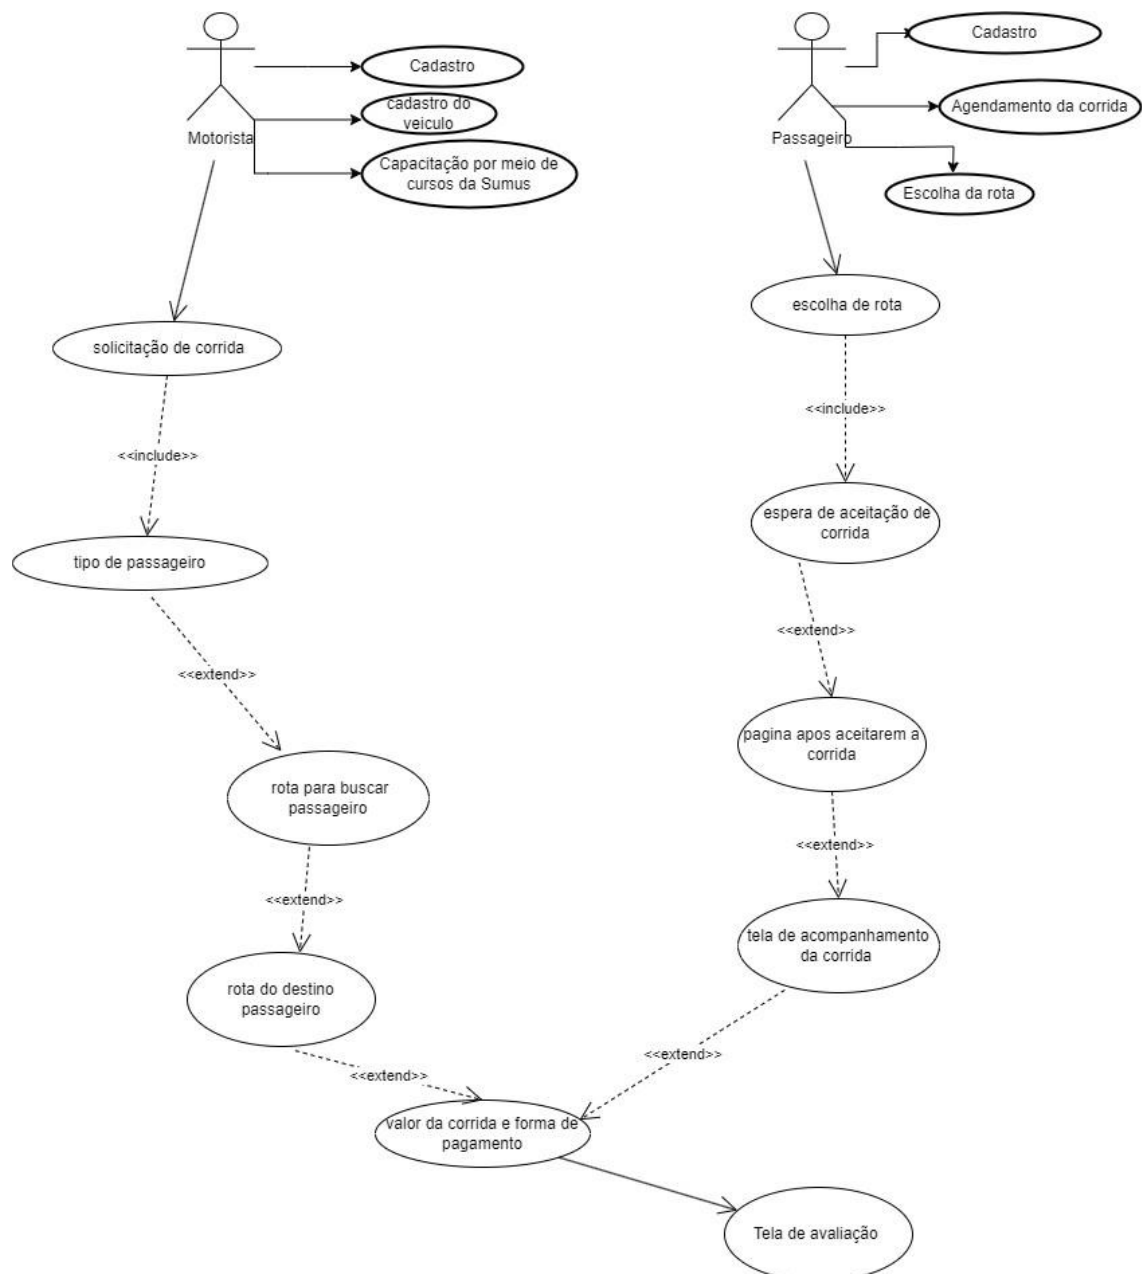 Cadastro
cadastro do
veiculo
Motorista
Capacitação por meio de
cursos da Sumus
Cadastro
Agendamento da corrida
Passageiro
Escolha da rota
solicitação de corrida
<<include>>
tipo de passageiro
<<extend>>
rota para buscar
passageiro
<<extend>>
rota do destino
passageiro
<<extend>>
escolha de rota
<<include>>
espera de aceitação de
corrida
<<extend>>
pagina apos aceitarem a
corrida
<<extend>>
tela de acompanhamento
da corrida
<<extend>>
valor da corrida e forma de
pagamento
Tela de avaliação